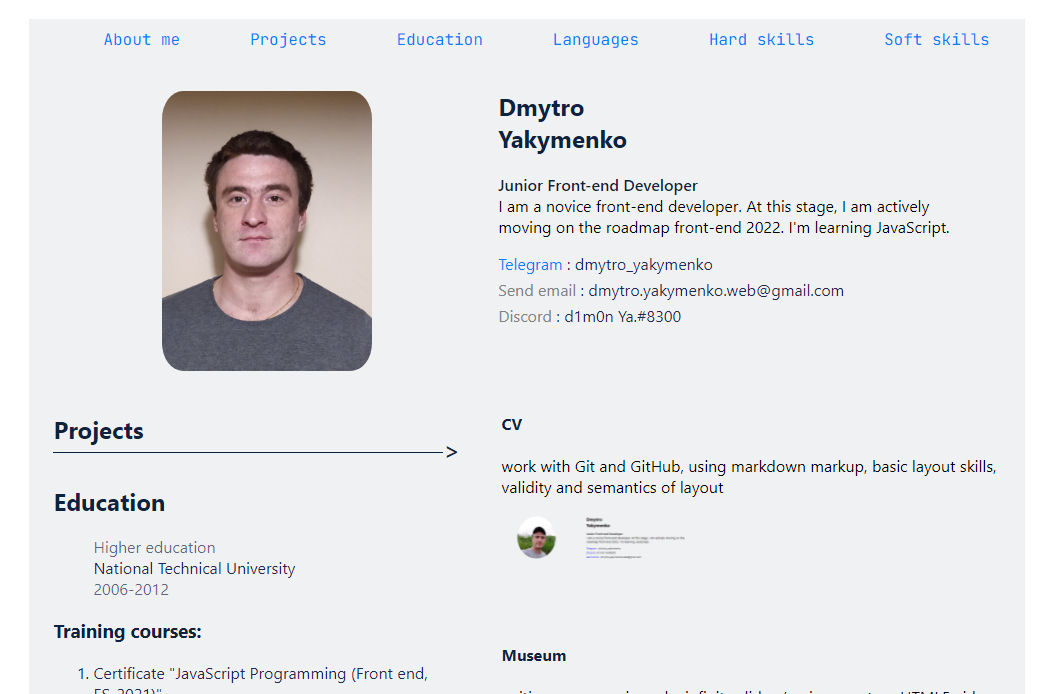 About me Projects Education Languages Hard skills Soft skills
Dmytro
Yakymenko
Junior Front-end Developer
I am a novice front-end developer. At this stage, I am actively
moving on the roadmap front-end 2022. I'm learning JavaScript.
Telegram : dmytro_yakymenko
Send email : dmytro.yakymenko.web@gmail.com
Discord : d1m0n Ya.#8300
Projects
>
Education
Higher education
National Technical University
2006-2012
Training courses:
1. Certificate "JavaScript Programming (Front end,
ES-2021)"
CV
work with Git and GitHub, using markdown markup, basic layout skills,
validity and semantics of layout
Dmytro
Yakymenko
Museum